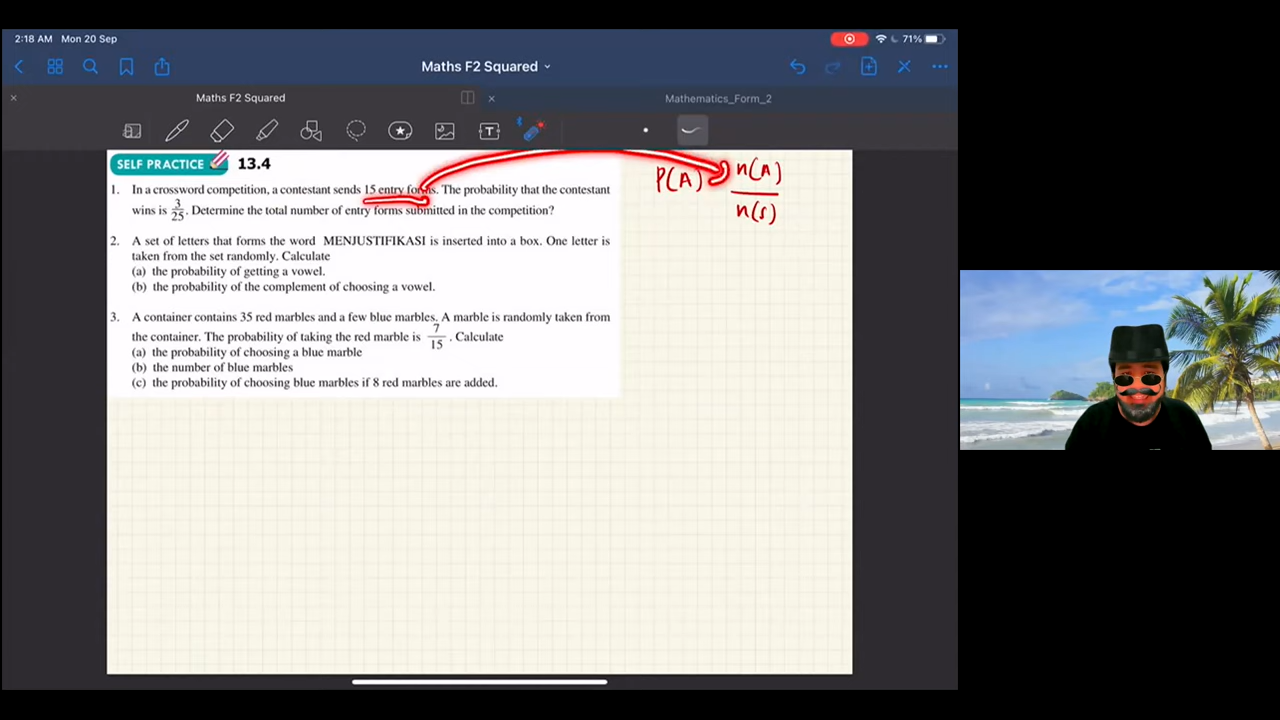 2:18 AM Mon 20 Sep
71%
Maths F2 Squared
Maths F2 Squared
Mathematics_Form_2
T
SELF PRACTICE 13.4
P(A) n(A)
n(S)
1. In a crossword competition, a contestant sends 15 entry forms. The probability that the contestant
wins is 3/25. Determine the total number of entry forms submitted in the competition?
2. A set of letters that forms the word MENJUSTIFIKASI is inserted into a box. One letter is
taken from the set randomly. Calculate
(a) the probability of getting a vowel.
(b) the probability of the complement of choosing a vowel.
3. A container contains 35 red marbles and a few blue marbles. A marble is randomly taken from
the container. The probability of taking the red marble is 7/15. Calculate
(a) the probability of choosing a blue marble
(b) the number of blue marbles
(c) the probability of choosing blue marbles if 8 red marbles are added.